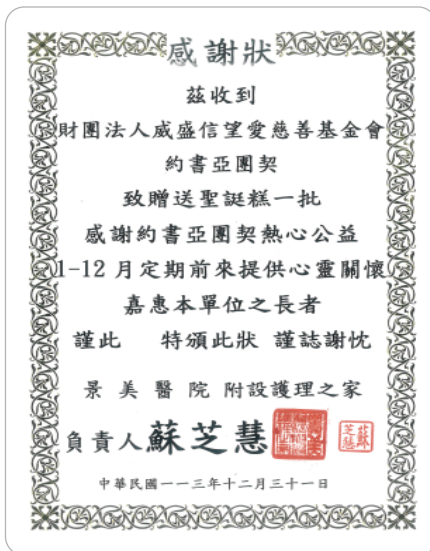 感謝狀
茲收到
財團法人威盛信望愛慈善基金會
約書亞團契
致贈送聖誕糕一批
感謝約書亞團契熱心公益
1-12月定期前來提供心靈關懷
嘉惠本單位之長者
謹此 特頒此狀 謹誌謝忱
景美醫院 附設護理之家
負責人蘇芝慧
蘇芝慧
中華民國一一三年十二月三十一日